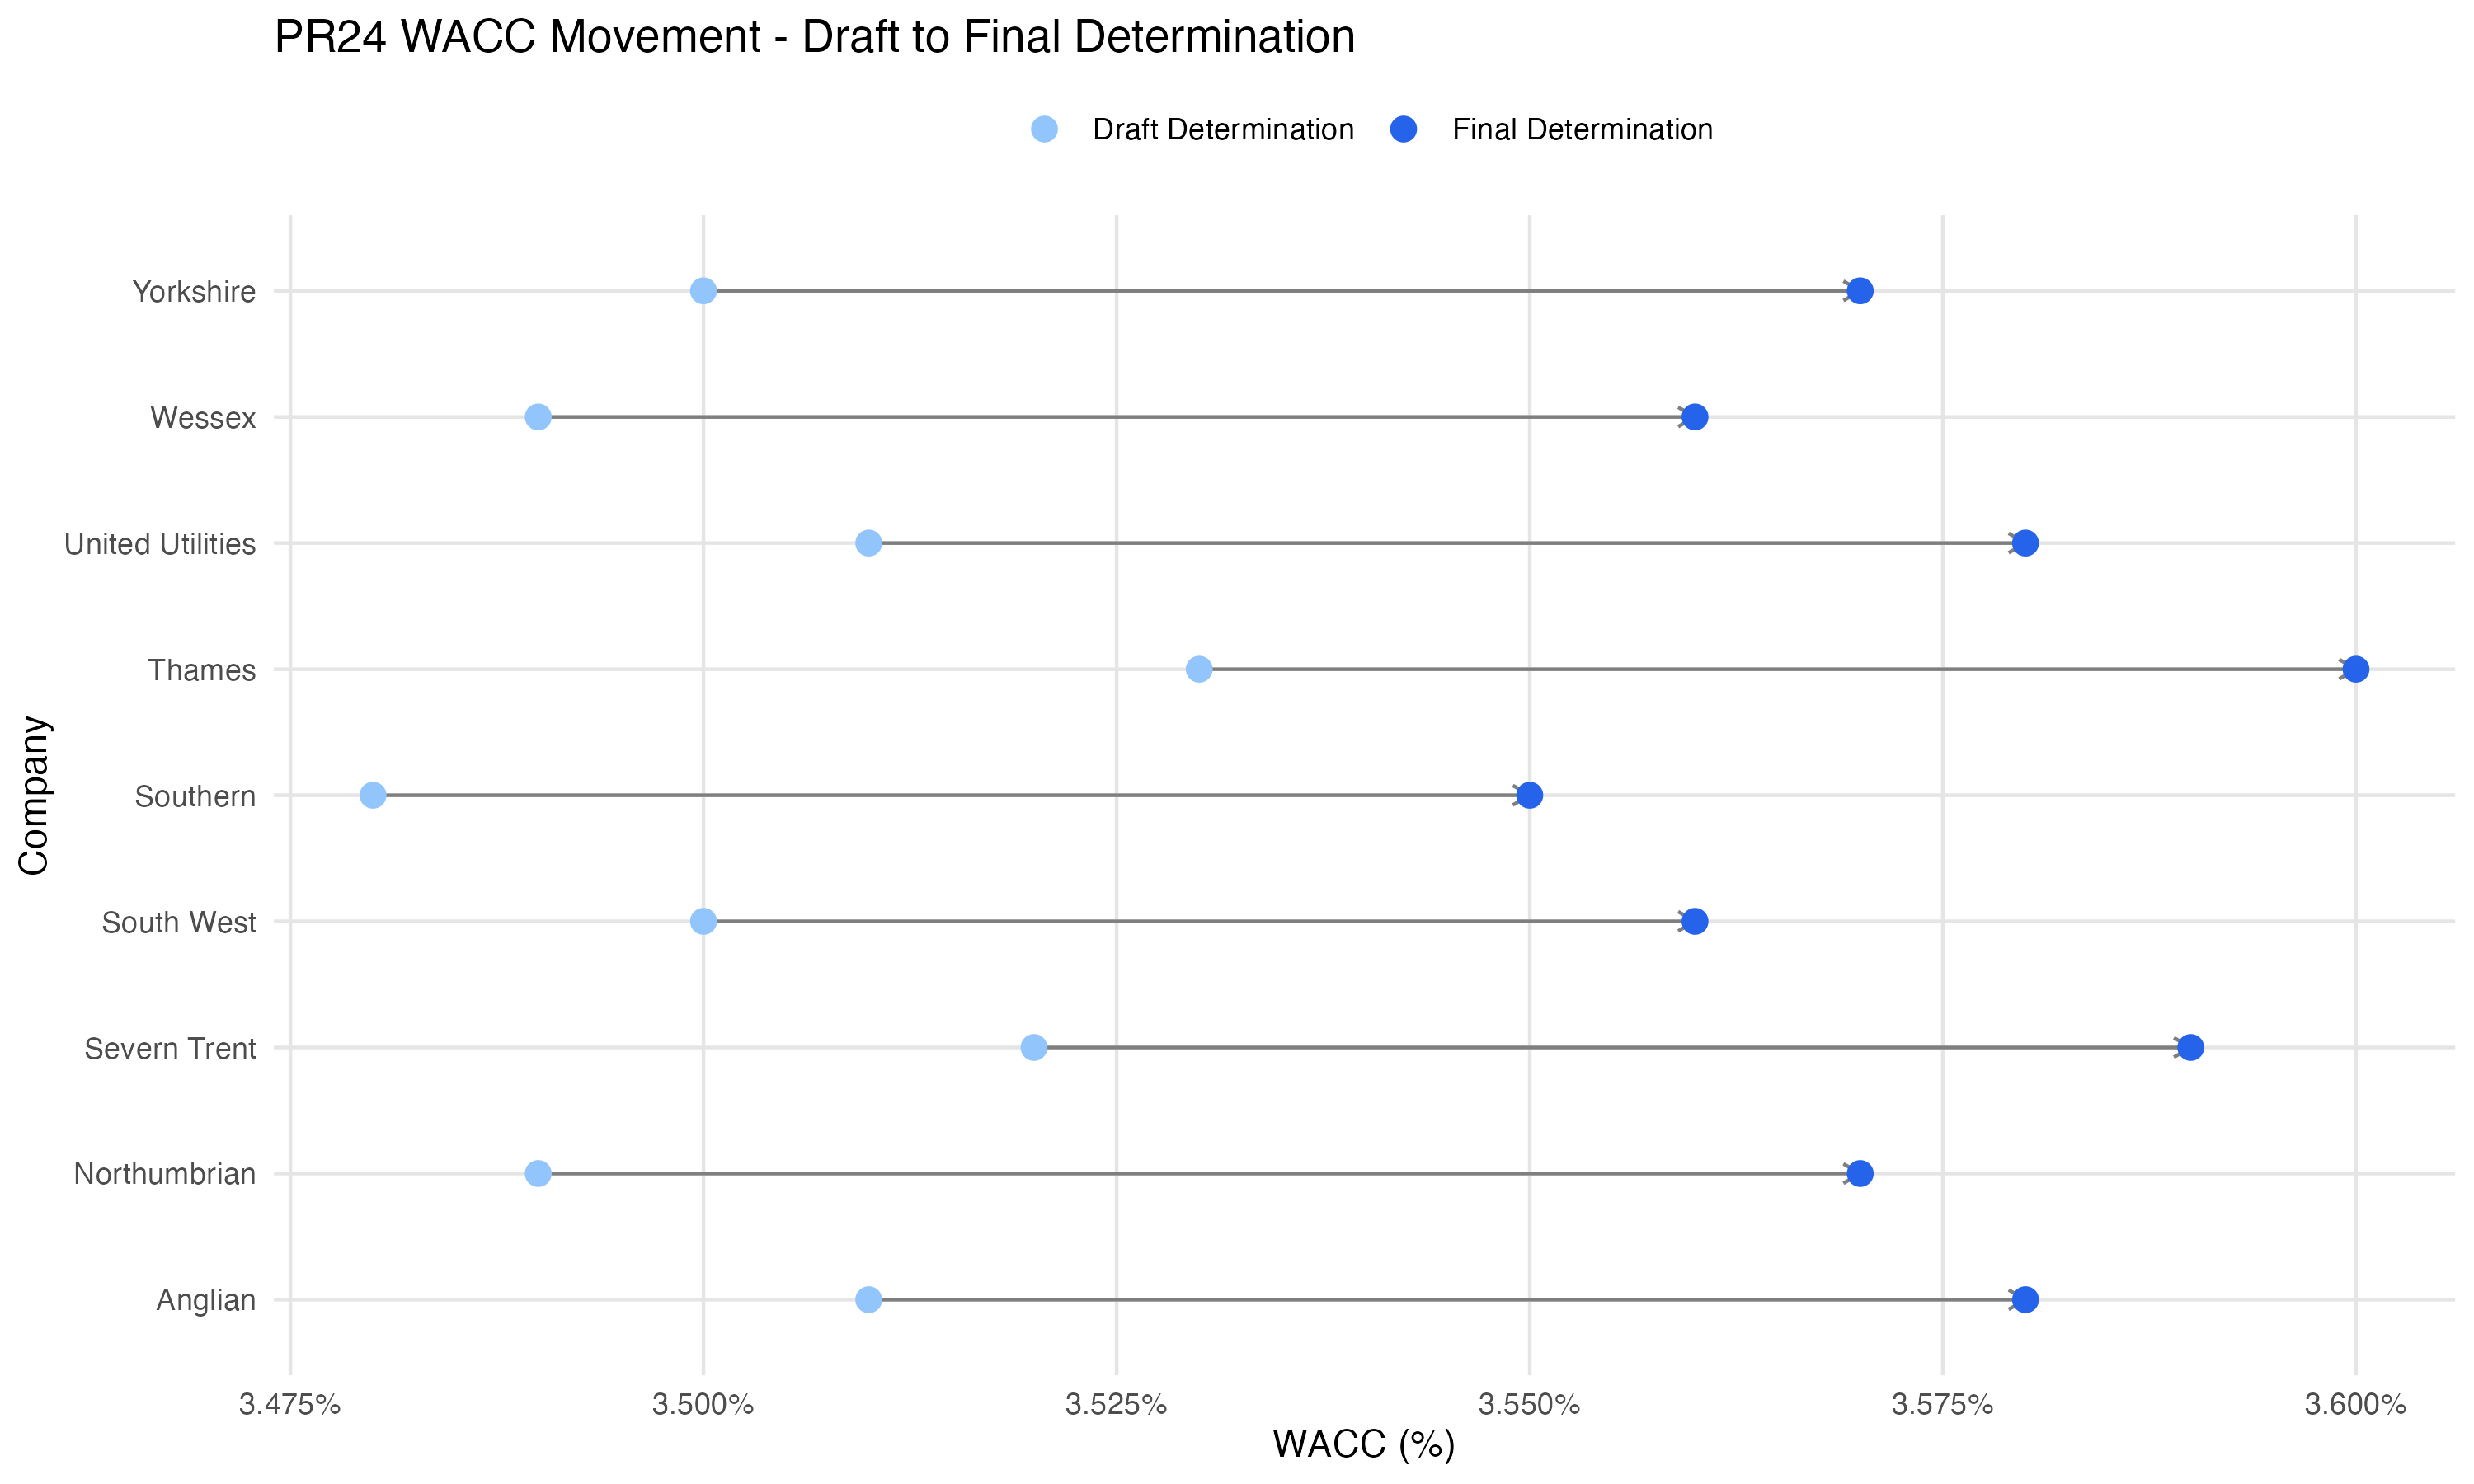 PR24 WACC Movement - Draft to Final Determination
Draft Determination
Final Determination
Company
Yorkshire
Wessex
United Utilities
Thames
Southern
South West
Severn Trent
Northumbrian
Anglian
3.475% 3.500% 3.525% 3.550% 3.575% 3.600%
WACC (%)